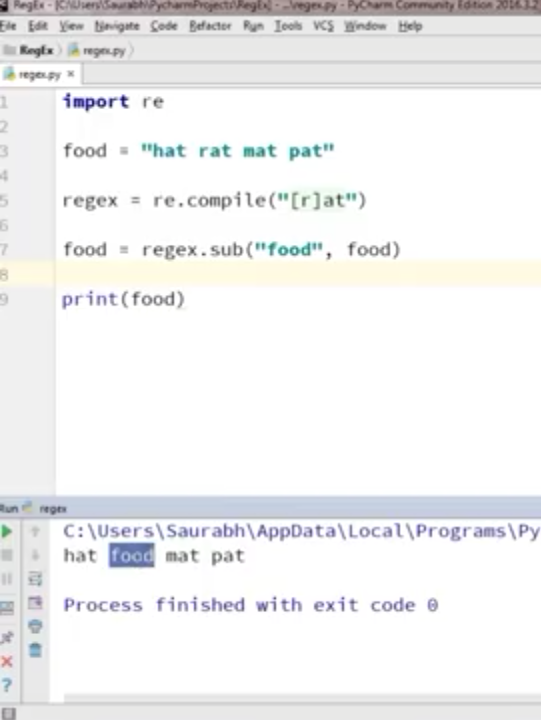 RegEx - [C:\Users\Saurabh\PycharmProjects\RegEx] - ...\regex.py - PyCharm Community Edition 2016.3.2
File Edit View Navigate Code Refactor Run Tools VCS Window Help
RegEx regex.py
regex.py ×
1 import re
2
3 food = "hat rat mat pat"
4
5 regex = re.compile("[r]at")
6
7 food = regex.sub("food", food)
8
9 print(food)
Run regex
C:\Users\Saurabh\AppData\Local\Programs\Py
hat food mat pat
Process finished with exit code 0